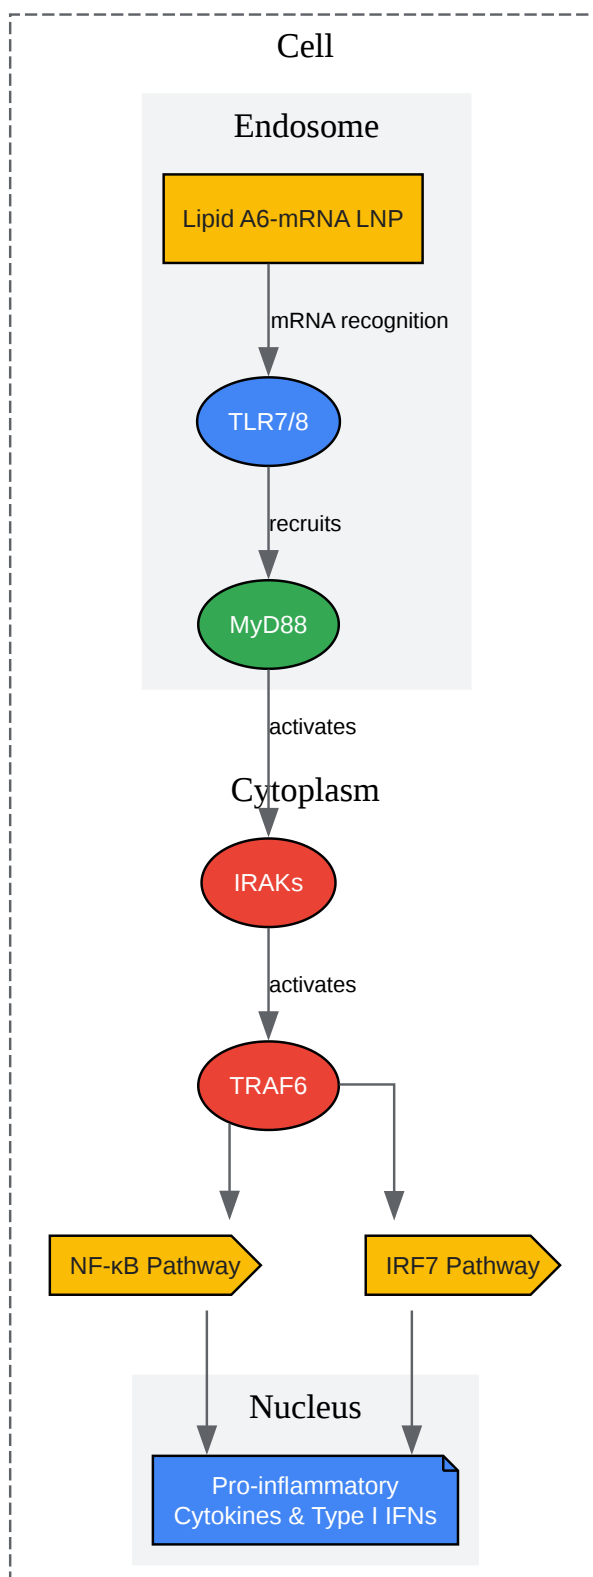 Cell
Endosome
Lipid A6-mRNA LNP
mRNA recognition
TLR7/8
recruits
MyD88
activates
Cytoplasm
IRAKs
activates
TRAF6
NF-κB Pathway
IRF7 Pathway
Nucleus
Pro-inflammatory
Cytokines & Type I IFNs